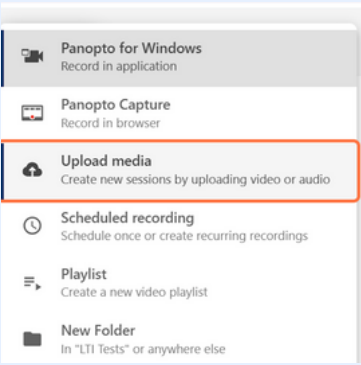 Panopto for Windows
Record in application
Panopto Capture
Record in browser
Upload media
Create new sessions by uploading video or audio
Scheduled recording
Schedule once or create recurring recordings
Playlist
Create a new video playlist
New Folder
In "LTI Tests" or anywhere else